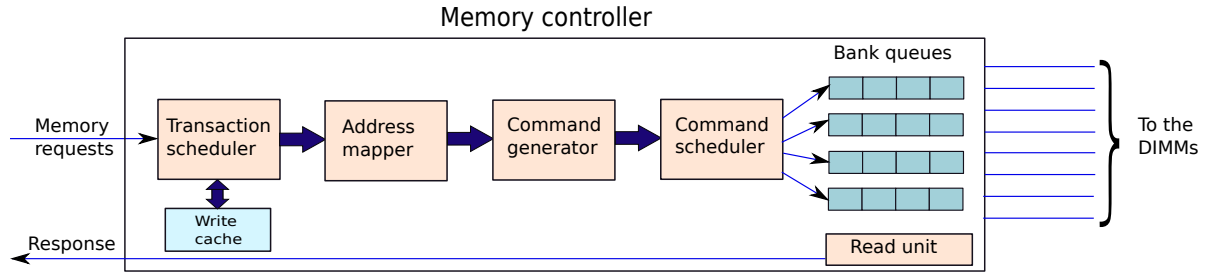 Memory controller
Bank queues
Memory
requests
Transaction
scheduler
Address
mapper
Command
generator
Command
scheduler
To the
DIMMs
Write
cache
Response
Read unit